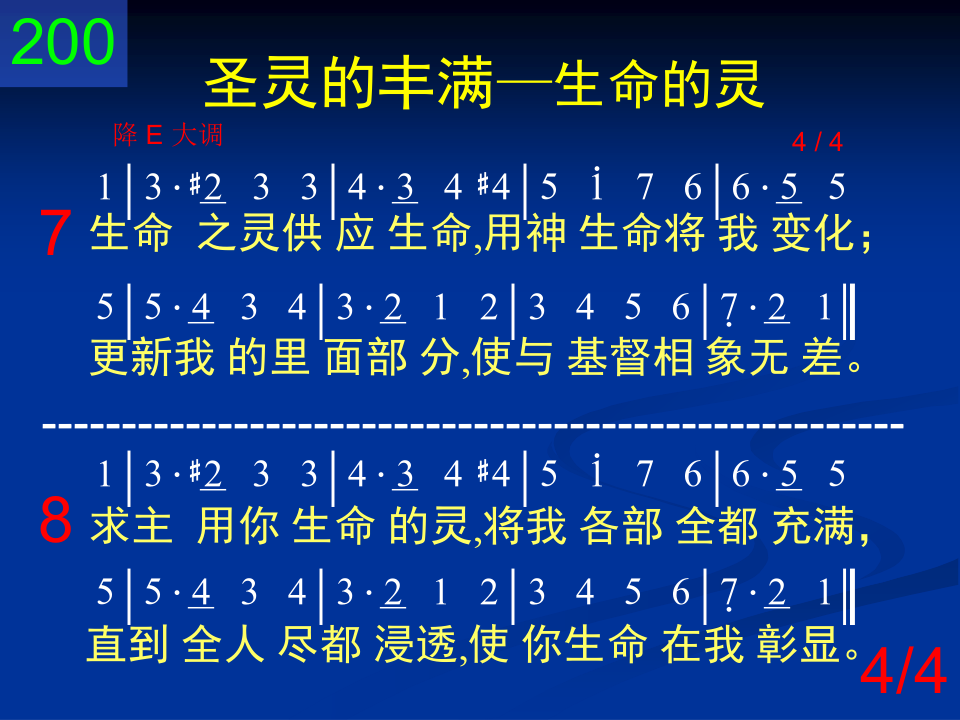 200
圣灵的丰满—生命的灵
降 E 大调 4 / 4
1│3 · ♯2 3 3│4 · 3 4 ♯4│5 i 7 6│6 · 5 5
7 生命 之灵供 应 生命,用神 生命将 我 变化；
5│5 · 4 3 4│3 · 2 1 2│3 4 5 6│7̣ · 2 1‖
更新我 的里 面部 分,使与 基督相 象无 差。
------------------------------------------------------
1│3 · ♯2 3 3│4 · 3 4 ♯4│5 i 7 6│6 · 5 5
8 求主 用你 生命 的灵,将我 各部 全都 充满，
5│5 · 4 3 4│3 · 2 1 2│3 4 5 6│7̣ · 2 1‖
直到 全人 尽都 浸透,使 你生命 在我 彰显。
4/4